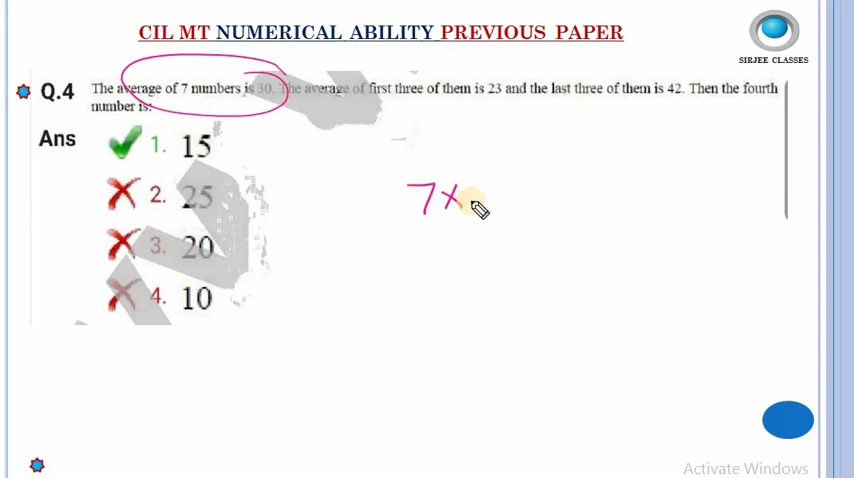 CIL MT NUMERICAL ABILITY PREVIOUS PAPER
SIRJEE CLASSES
Q.4 The average of 7 numbers is 30. The average of first three of them is 23 and the last three of them is 42. Then the fourth
number is:
Ans 1. 15
2. 25
7×
3. 20
4. 10
Activate Windows